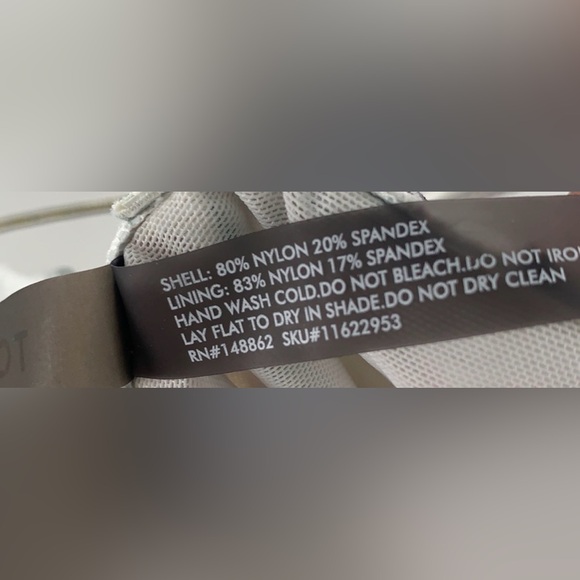 SHELL: 80% NYLON 20% SPANDEX
LINING: 83% NYLON 17% SPANDEX
HAND WASH COLD.DO NOT BLEACH.DO NOT IRON
LAY FLAT TO DRY IN SHADE.DO NOT DRY CLEAN
RN#148862 SKU#11622953